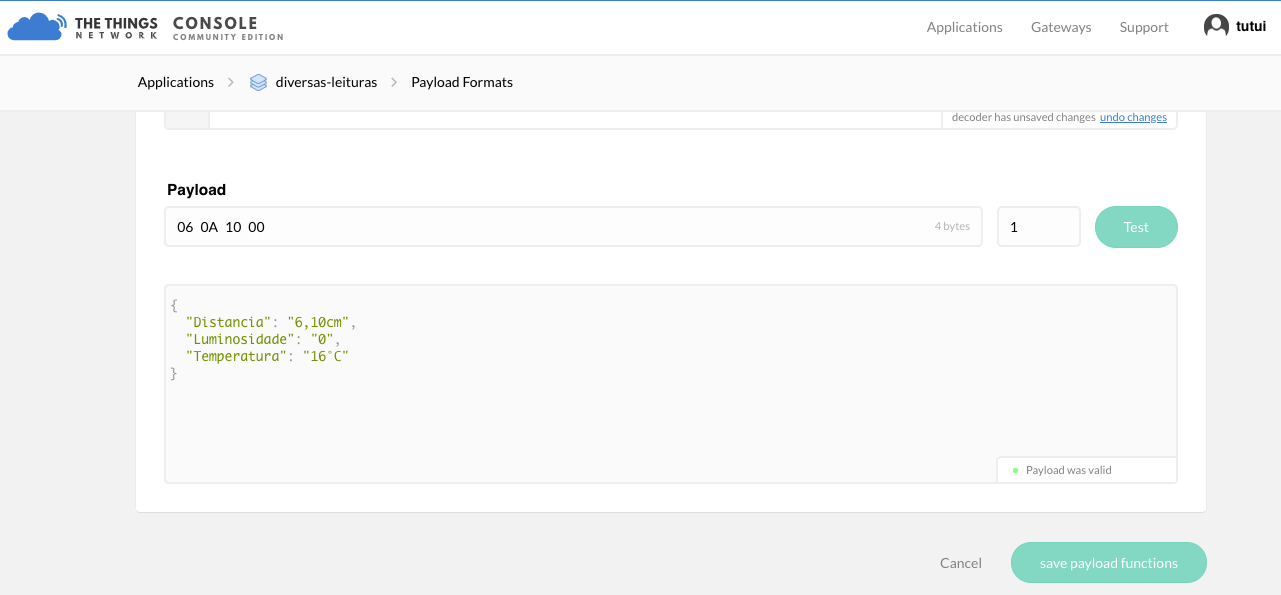 THE THINGS
NETWORK
CONSOLE
COMMUNITY EDITION
Applications Gateways Support tutui
Applications diversas-leituras Payload Formats
decoder has unsaved changes undo changes
Payload
06 0A 10 00 4 bytes 1 Test
{
"Distancia": "6,10cm",
"Luminosidade": "0",
"Temperatura": "16°C"
}
Payload was valid
Cancel save payload functions